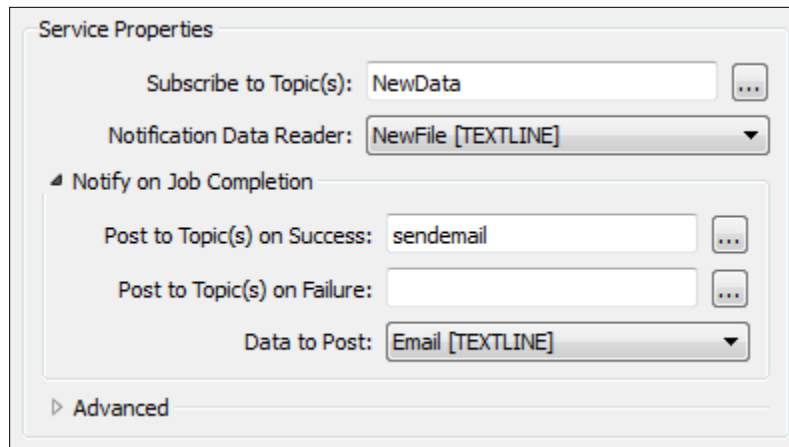 Service Properties
Subscribe to Topic(s): NewData ...
Notification Data Reader: NewFile [TEXTLINE]
Notify on Job Completion
Post to Topic(s) on Success: sendemail ...
Post to Topic(s) on Failure: ...
Data to Post: Email [TEXTLINE]
Advanced